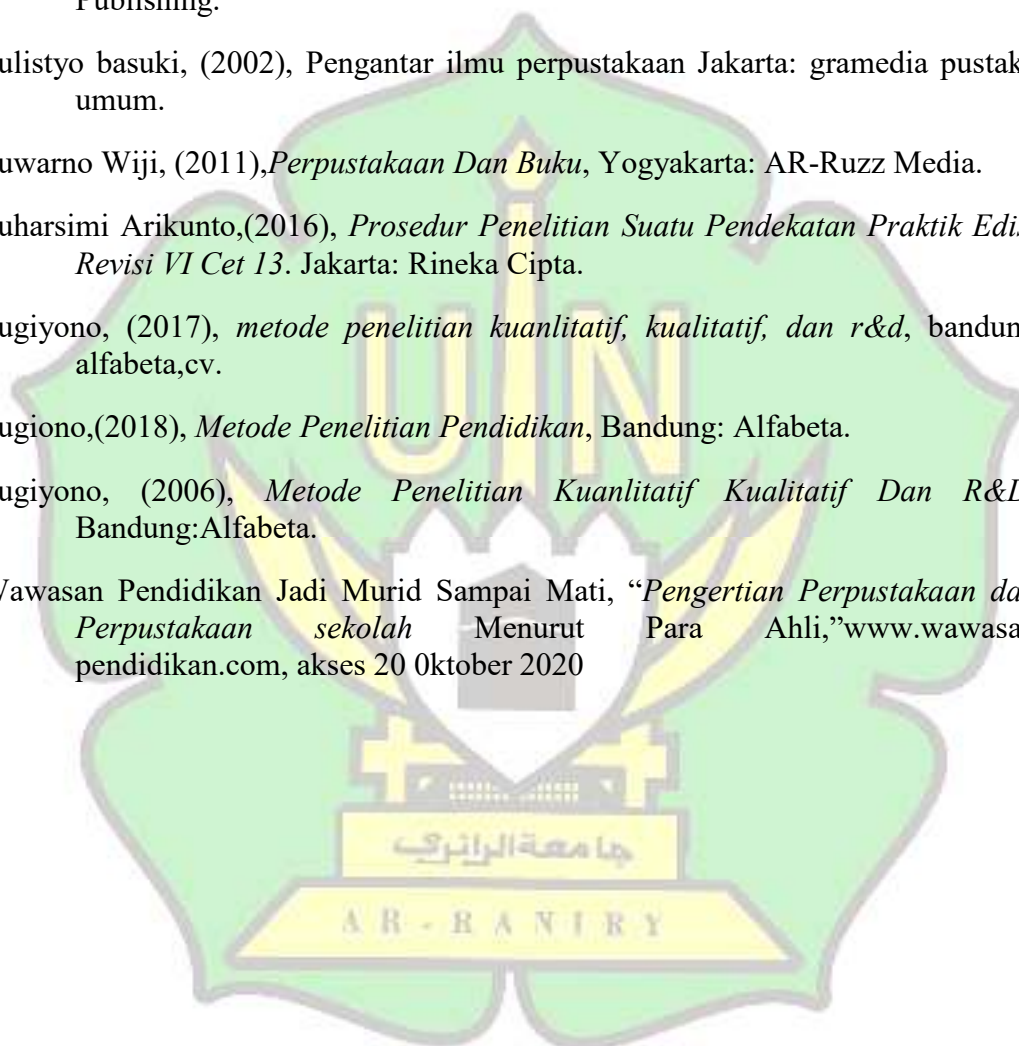 Publishing.
ulistyo basuki, (2002), Pengantar ilmu perpustakaan Jakarta: gramedia pustak
umum.
uwarno Wiji, (2011),Perpustakaan Dan Buku, Yogyakarta: AR-Ruzz Media.
uharsimi Arikunto,(2016), Prosedur Penelitian Suatu Pendekatan Praktik Edis
Revisi VI Cet 13. Jakarta: Rineka Cipta.
ugiyono, (2017), metode penelitian kuanlitatif, kualitatif, dan r&d, bandun
alfabeta,cv.
ugiono,(2018), Metode Penelitian Pendidikan, Bandung: Alfabeta.
ugiyono, (2006), Metode Penelitian Kuanlitatif Kualitatif Dan R&D
Bandung:Alfabeta.
Wawasan Pendidikan Jadi Murid Sampai Mati, “Pengertian Perpustakaan da
Perpustakaan sekolah Menurut Para Ahli,”www.wawasa
pendidikan.com, akses 20 0ktober 2020
UIN
جامعة الرانري
AR-RANIRY